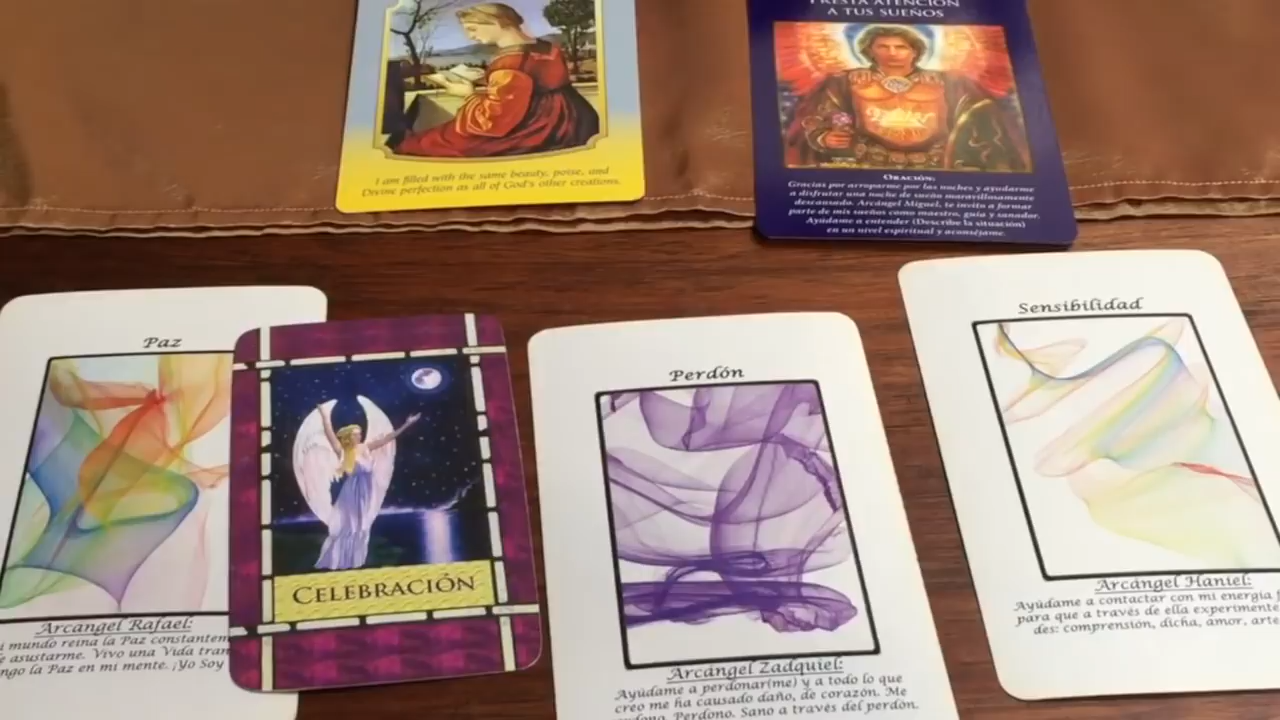 I am filled with the same beauty, poise, and
Divine perfection as all of God's other creations.
PRESTA ATENCIÓN
A TUS SUEÑOS
ORACIÓN:
Gracias por arroparme por las noches y ayudarme
a disfrutar una noche de sueño maravillosamente
descansado. Arcángel Miguel, te invito a formar
parte de mis sueños como maestro, guía y sanador.
Ayúdame a entender (Describe la situación)
en un nivel espiritual y aconséjame.
Paz
Arcángel Rafael:
mundo reina la Paz
asustarme. Vivo una Vida
la Paz en mi mente. ¡Yo Soy
CELEBRACIÓN
Perdón
Arcángel Zadquiel:
Ayúdame a perdonar(me) y a todo lo que
creo me ha causado daño, de corazón. Me
Perdono. Sano a través del perdón.
Sensibilidad
Arcángel Haniel:
Ayúdame a contactar con mi energía
para que a través de ella
des: comprensión, dicha, amor,